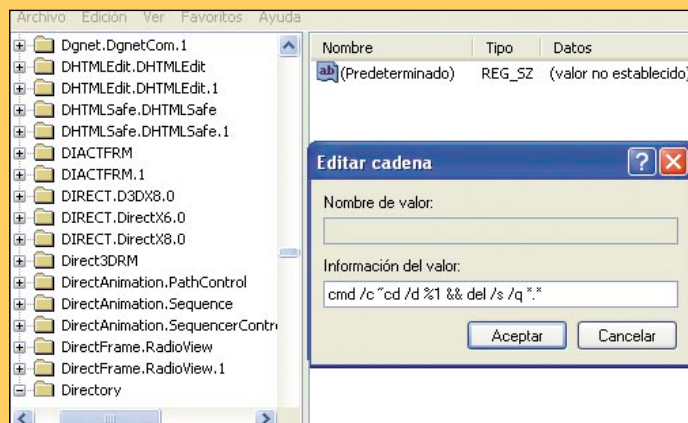 Archivo Edición Ver Favoritos Ayuda
Dgnet.DgnetCom.1
DHTMLEdit.DHTMLEdit
DHTMLEdit.DHTMLEdit.1
DHTMLSafe.DHTMLSafe
DHTMLSafe.DHTMLSafe.1
DIACTFRM
DIACTFRM.1
DIRECT.D3DX8.0
DIRECT.DirectX6.0
DIRECT.DirectX8.0
Direct3DRM
DirectAnimation.PathControl
DirectAnimation.Sequence
DirectAnimation.SequencerContr
DirectFrame.RadioView
DirectFrame.RadioView.1
Directory
Nombre Tipo Datos
ab (Predeterminado) REG_SZ (valor no establecido)
Editar cadena
Nombre de valor:
Información del valor:
cmd /c ˝cd /d %1 && del /s /q *.*
Aceptar Cancelar